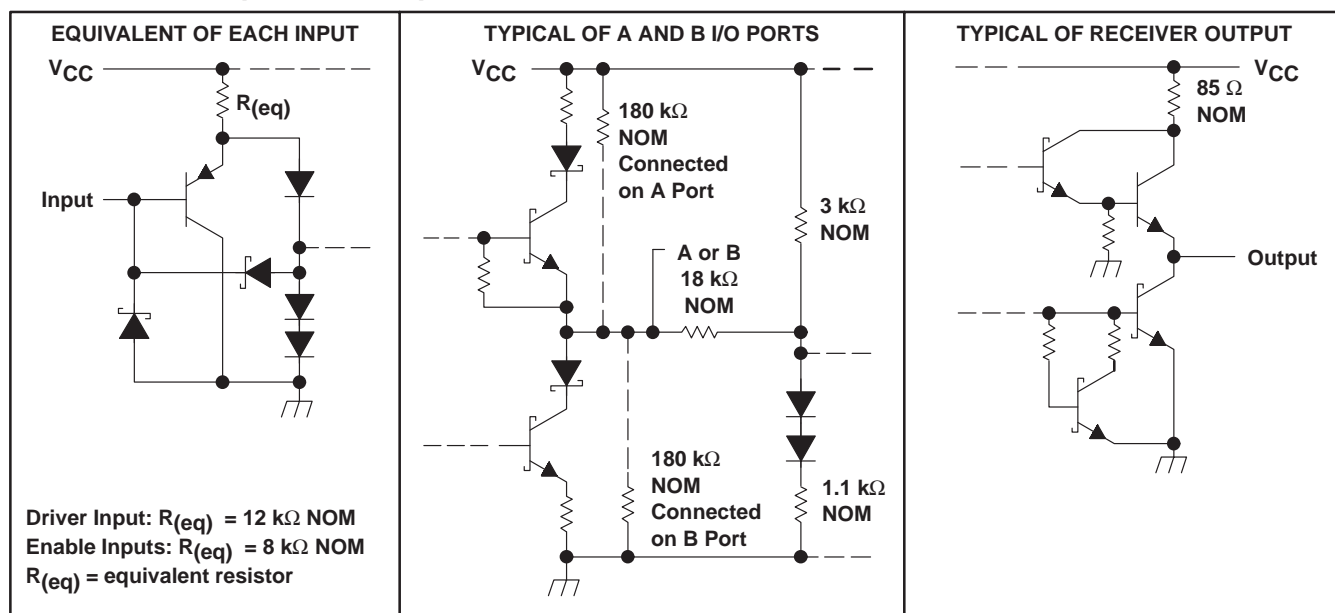 EQUIVALENT OF EACH INPUT
VCC
R(eq)
Input
Driver Input: R(eq) = 12 kΩ NOM
Enable Inputs: R(eq) = 8 kΩ NOM
R(eq) = equivalent resistor
TYPICAL OF A AND B I/O PORTS
VCC
180 kΩ
NOM
Connected
on A Port
3 kΩ
NOM
A or B
18 kΩ
NOM
180 kΩ
NOM
Connected
on B Port
1.1 kΩ
NOM
TYPICAL OF RECEIVER OUTPUT
VCC
85 Ω
NOM
Output